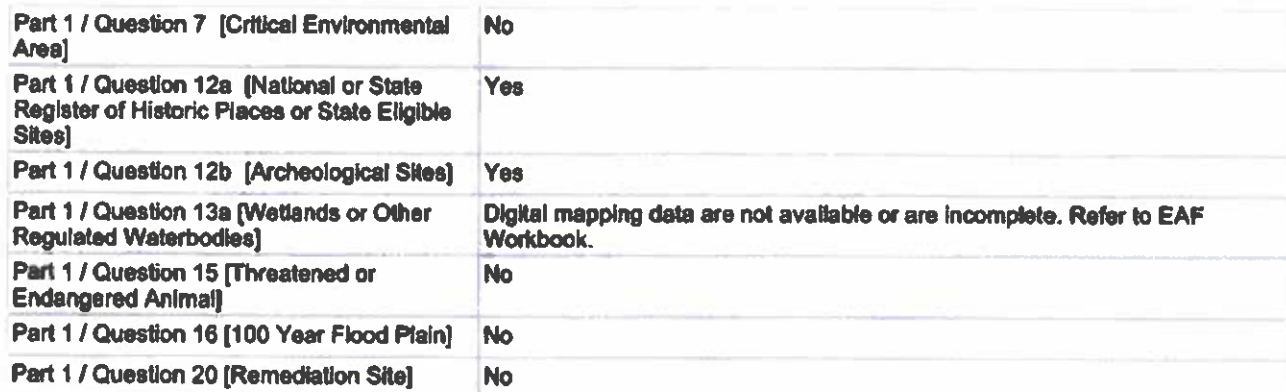 Part 1 / Question 7 [Critical Environmental
Area]
No
Part 1 / Question 12a [National or State
Register of Historic Places or State Eligible
Sites]
Yes
Part 1 / Question 12b [Archeological Sites]
Yes
Part 1 / Question 13a [Wetlands or Other
Regulated Waterbodies]
Digital mapping data are not available or are incomplete. Refer to EAF
Workbook.
Part 1 / Question 15 [Threatened or
Endangered Animal]
No
Part 1 / Question 16 [100 Year Flood Plain]
No
Part 1 / Question 20 [Remediation Site]
No